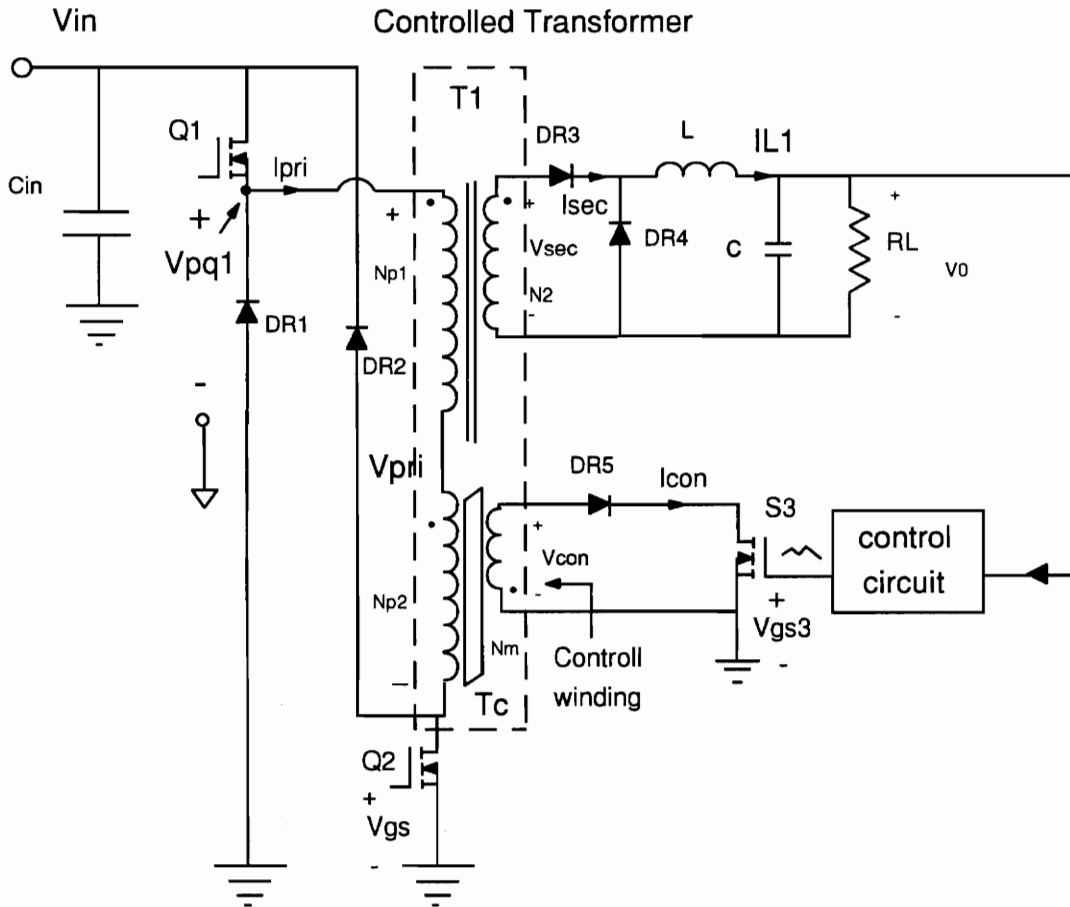 Vin
Controlled Transformer
T1
Q1
DR3
L
IL1
Cin
Ipri
+
+
Isec
+
+
Vpq1
Np1
Vsec
DR4
C
RL
V0
N2
-
-
DR1
DR2
-
Vpri
DR5
Icon
S3
+
Vcon
control
circuit
Np2
-
+
Vgs3
Nm
Controll
winding
-
—
Tc
Q2
+
Vgs
-